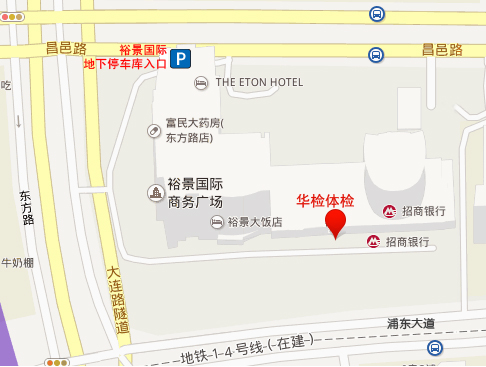 昌邑路
裕景国际
地下停车库入口
P
昌邑路
THE ETON HOTEL
吃
富民大药房(
东方路店)
东方路
裕景国际
商务广场
华检体检
招商银行
裕景大饭店
招商银行
牛奶棚
大连路隧道
浦东大道
地铁14号线(在建)